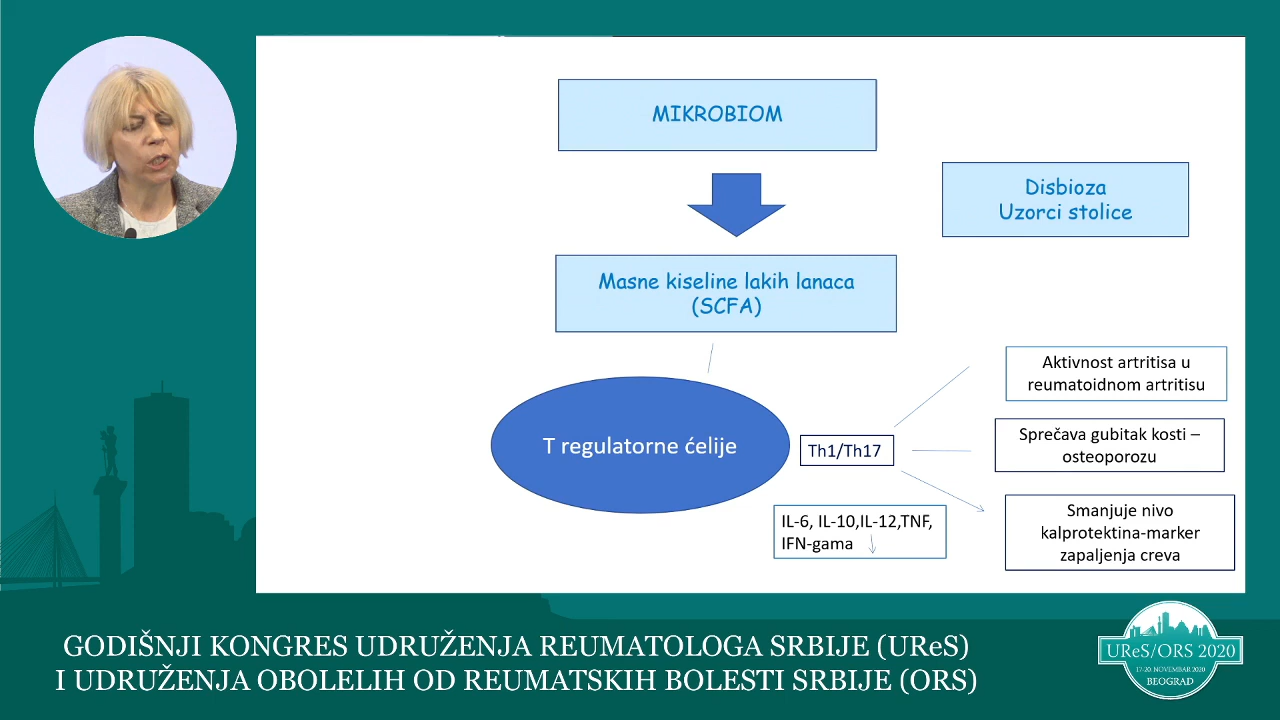 MIKROBIOM
Disbioza
Uzorci stolice
Masne kiseline lakih lanaca
(SCFA)
T regulatorne ćelije
Th1/Th17
IL-6, IL-10,IL-12,TNF,
IFN-gama
Aktivnost artritisa u
reumatoidnom artritisu
Sprečava gubitak kosti –
osteoporozu
Smanjuje nivo
kalprotektina-marker
zapaljenja creva
GODIŠNJI KONGRES UDRUŽENJA REUMATOLOGA SRBIJE (UReS)
I UDRUŽENJA OBOLELIH OD REUMATSKIH BOLESTI SRBIJE (ORS)
UReS/ORS 2020
17-20. NOVEMBAR 2020
BEOGRAD